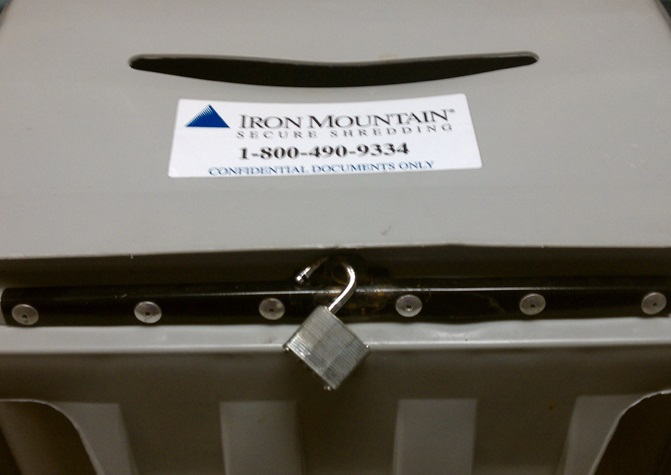 IRON MOUNTAIN®
SECURE SHREDDING
1-800-490-9334
CONFIDENTIAL DOCUMENTS ONLY